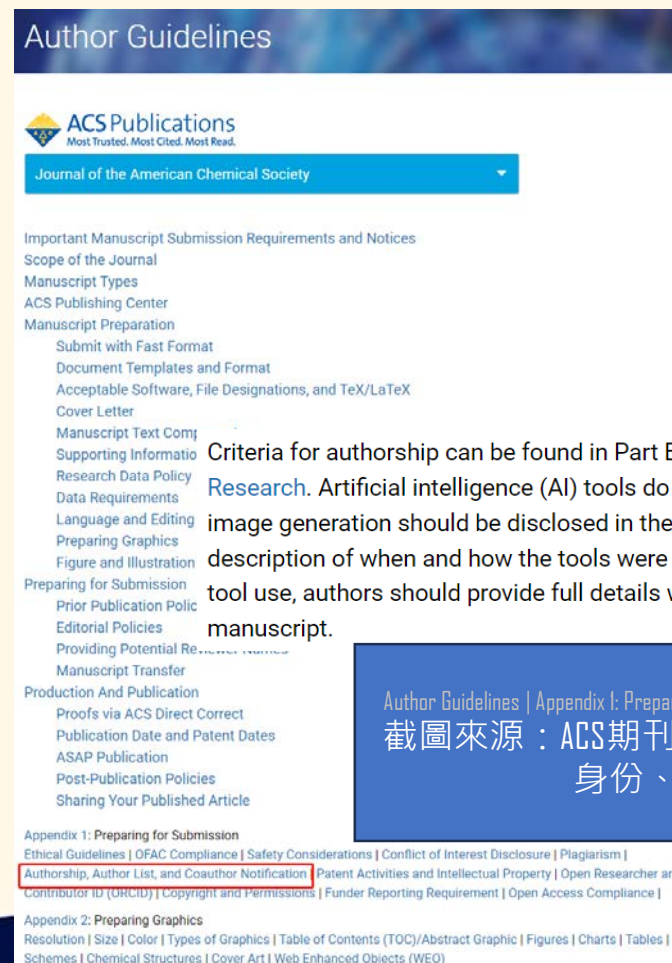 Author Guidelines
ACS Publications
Most Trusted. Most Cited. Most Read.
Journal of the American Chemical Society
Important Manuscript Submission Requirements and Notices
Scope of the Journal
Manuscript Types
ACS Publishing Center
Manuscript Preparation
Submit with Fast Format
Document Templates and Format
Acceptable Software, File Designations, and TeX/LaTeX
Cover Letter
Manuscript Text
Supporting Informatio
Research Data Policy
Data Requirements
Language and Editing
Preparing Graphics
Figure and Illustration
Preparing for Submission
Prior Publication Polic
Editorial Policies
Providing Potential
Manuscript Transfer
Production And Publication
Proofs via ACS Direct Correct
Publication Date and Patent Dates
ASAP Publication
Post-Publication Policies
Sharing Your Published Article
Criteria for authorship can be found in Part
Research. Artificial intelligence (AI) tools do
image generation should be disclosed in the
description of when and how the tools were
tool use, authors should provide full details
manuscript.
Author Guidelines | Appendix 1: Prepar
截圖來源：ACS期刊
身份、
Appendix 1: Preparing for Submission
Ethical Guidelines | OFAC Compliance | Safety Considerations | Conflict of Interest Disclosure | Plagiarism |
Authorship, Author List, and Coauthor Notification | Patent Activities and Intellectual Property | Open Researcher an
Contributor ID (ORCID) | Copyright and Permissions | Funder Reporting Requirement | Open Access Compliance |
Appendix 2: Preparing Graphics
Resolution | Size | Color | Types of Graphics | Table of Contents (TOC)/Abstract Graphic | Figures | Charts | Tables |
Schemes | Chemical Structures | Cover Art | Web Enhanced Objects (WEO)